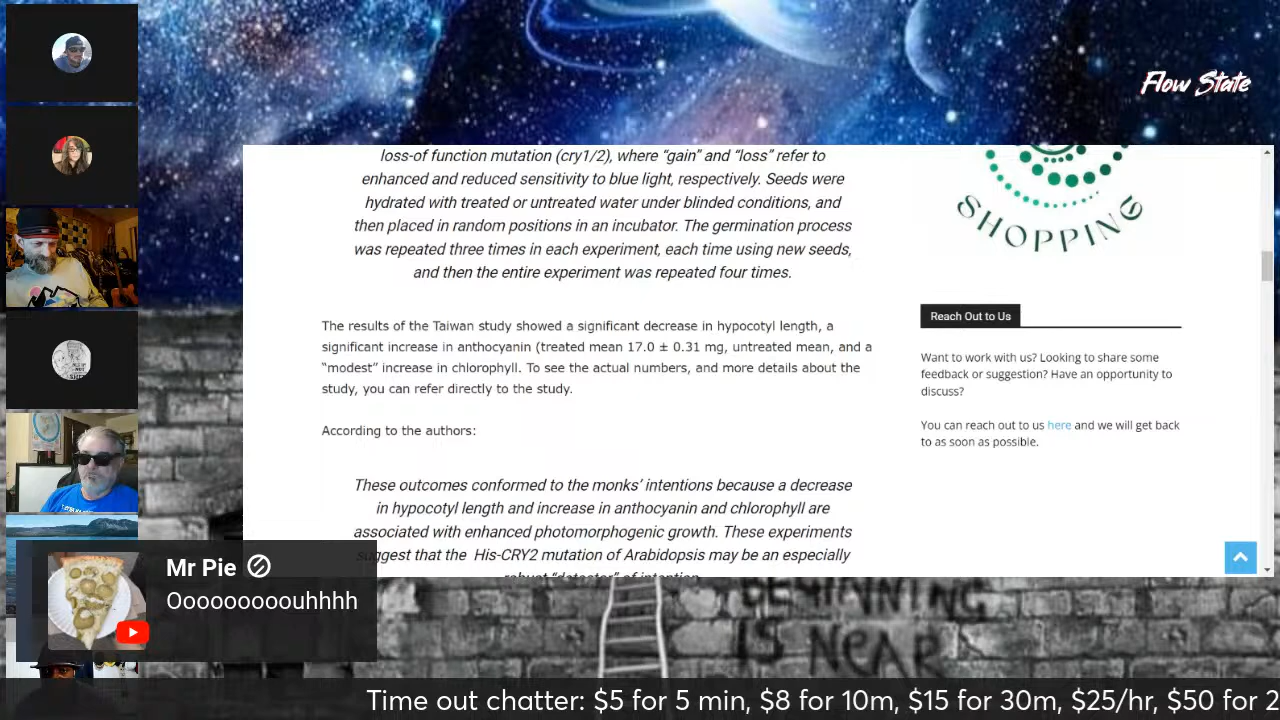 Flow State
loss-of function mutation (cry1/2), where “gain” and “loss” refer to
enhanced and reduced sensitivity to blue light, respectively. Seeds were
hydrated with treated or untreated water under blinded conditions, and
then placed in random positions in an incubator. The germination process
was repeated three times in each experiment, each time using new seeds,
and then the entire experiment was repeated four times.
The results of the Taiwan study showed a significant decrease in hypocotyl length, a
significant increase in anthocyanin (treated mean 17.0 ± 0.31 mg, untreated mean, and a
“modest” increase in chlorophyll. To see the actual numbers, and more details about the
study, you can refer directly to the study.
According to the authors:
These outcomes conformed to the monks’ intentions because a decrease
in hypocotyl length and increase in anthocyanin and chlorophyll are
associated with enhanced photomorphogenic growth. These experiments
suggest that the His-CRY2 mutation of Arabidopsis may be an especially
robust “detector” of intention
SHOPPING
Reach Out to Us
Want to work with us? Looking to share some
feedback or suggestion? Have an opportunity to
discuss?
You can reach out to us here and we will get back
to as soon as possible.
Mr Pie
Ooooooooouhhhh
BEGINNING
IS NEAR
Time out chatter: $5 for 5 min, $8 for 10m, $15 for 30m, $25/hr, $50 for 2